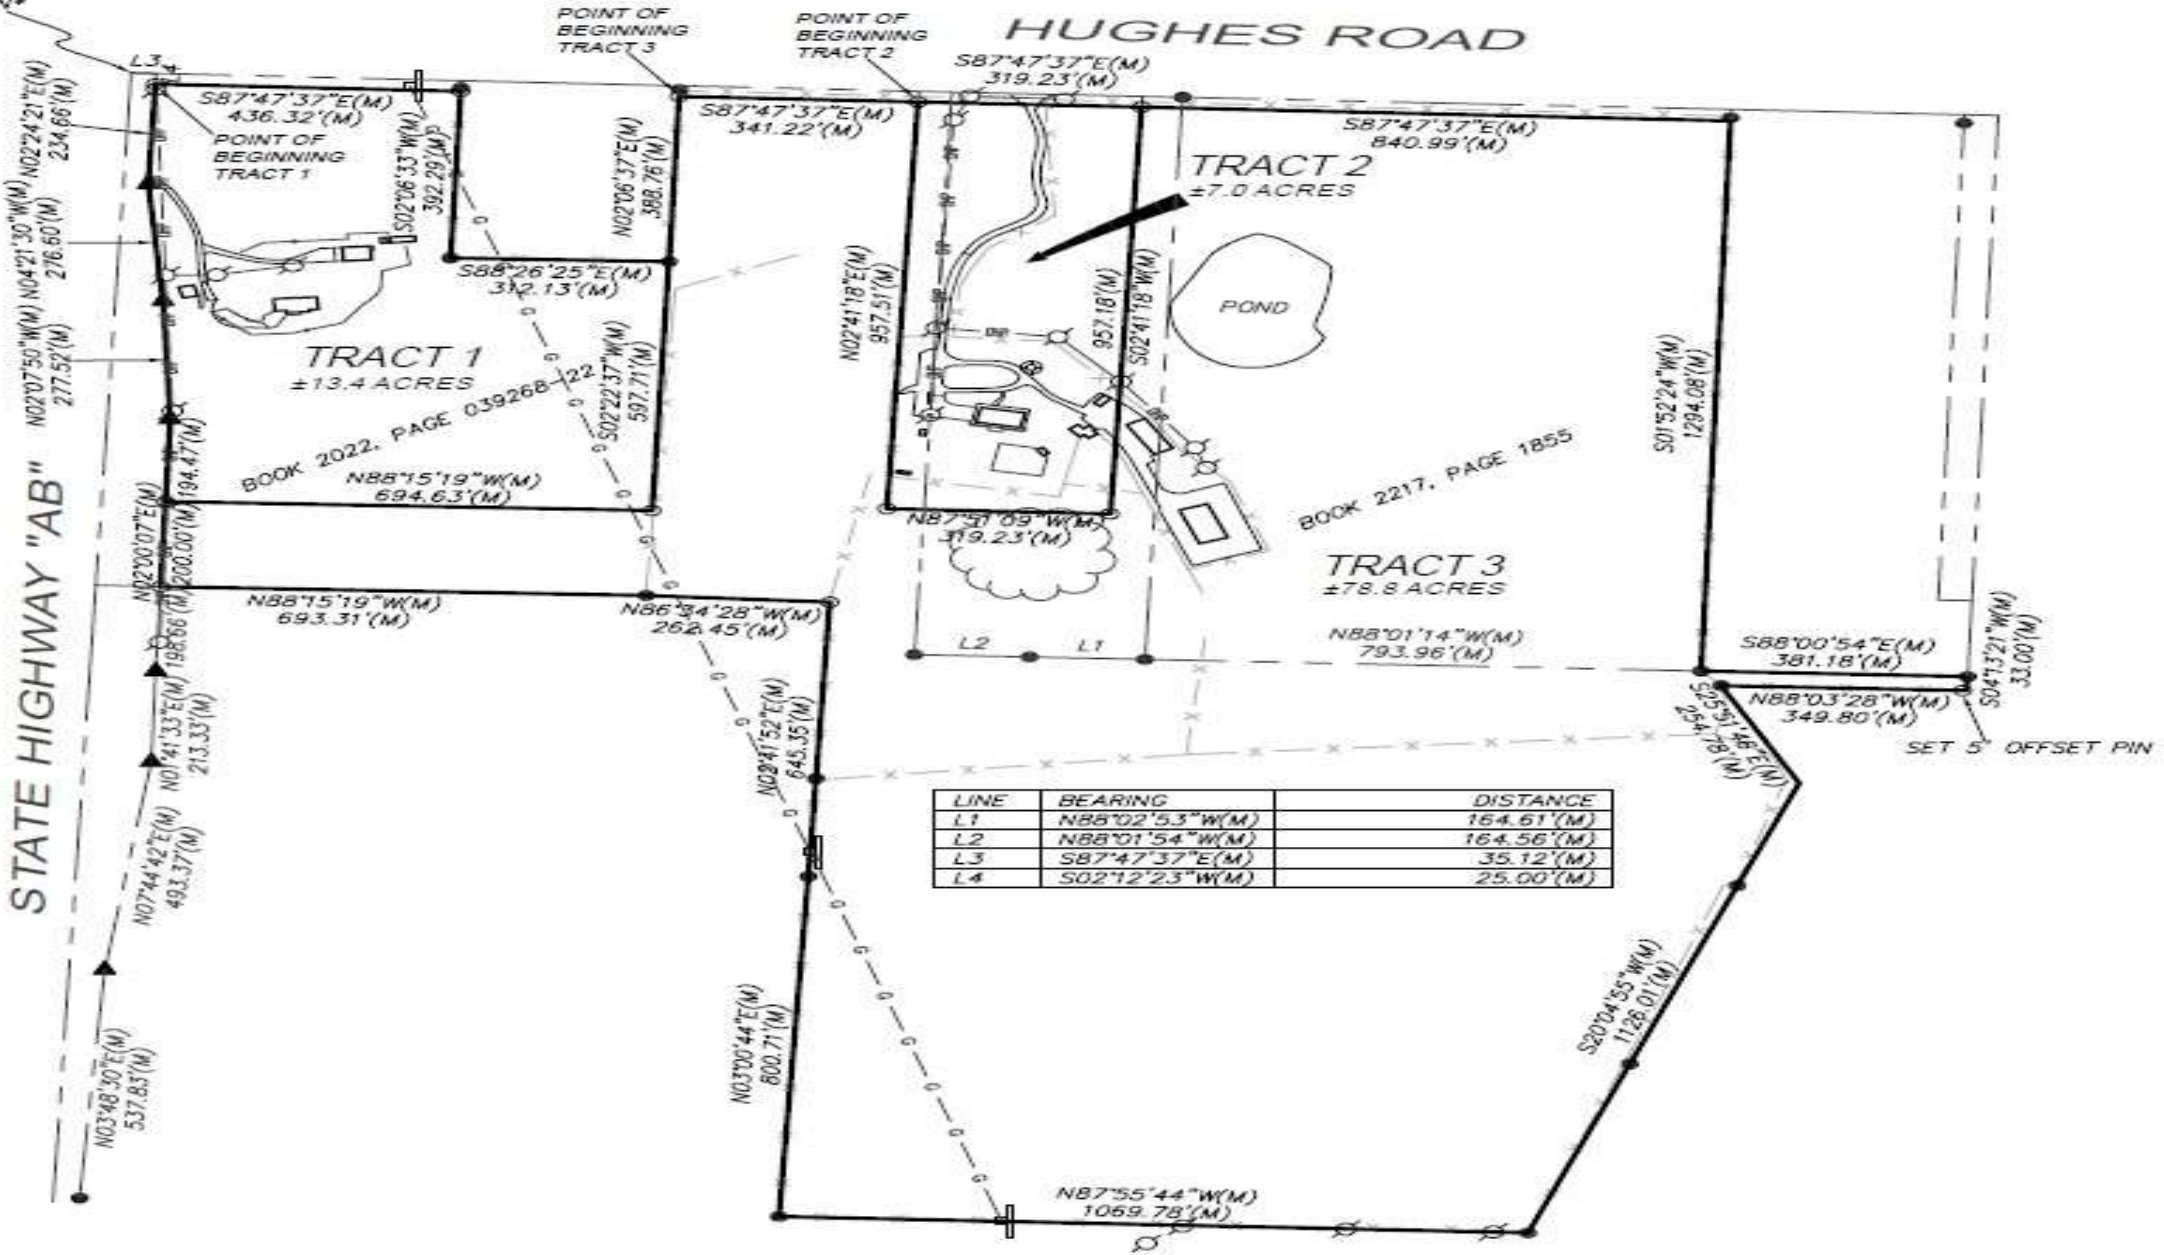 HUGHES ROAD
POINT OF
BEGINNING
TRACT 3
POINT OF
BEGINNING
TRACT 2
S87°47'37"E(M)
319.23'(M)
L3
S87°47'37"E(M)
436.32'(M)
POINT OF
BEGINNING
TRACT 1
S87°47'37"E(M)
341.22'(M)
S87°47'37"E(M)
840.99'(M)
N02°24'21"E(M)
234.66'(M)
N04°21'30"W(M)
276.60'(M)
N02°07'50"W(M)
277.52'(M)
S02°06'33"W(M)
392.29'(M)
N02°06'37"E(M)
388.76'(M)
S88°26'25"E(M)
312.13'(M)
TRACT 2
±7.0 ACRES
POND
N02°41'18"E(M)
957.51'(M)
957.18'(M)
S02°41'18"W(M)
S01°52'24"W(M)
1294.08'(M)
TRACT 1
±13.4 ACRES
BOOK 2022, PAGE 039268-22
S02°22'37"W(M)
597.71'(M)
N88°15'19"W(M)
694.63'(M)
194.47'(M)
N02°00'07"E(M)
200.00'(M)
N87°51'09"W(M)
319.23'(M)
BOOK 2217, PAGE 1855
TRACT 3
±78.8 ACRES
N88°15'19"W(M)
693.31'(M)
N86°34'28"W(M)
262.45'(M)
L2
L1
N88°01'14"W(M)
793.96'(M)
S88°00'54"E(M)
381.18'(M)
S04°13'21"W(M)
33.00'(M)
N88°03'28"W(M)
349.80'(M)
SET 5' OFFSET PIN
S25°51'46"E(M)
254.78'(M)
STATE HIGHWAY "AB"
198.66'(M)
N01°41'33"E(M)
213.33'(M)
N07°44'42"E(M)
493.37'(M)
N03°48'30"E(M)
537.83'(M)
645.35'(M)
LINE BEARING DISTANCE
L1 N88°02'53"W(M) 164.61'(M)
L2 N88°01'54"W(M) 164.56'(M)
L3 S87°47'37"E(M) 35.12'(M)
L4 S02°12'23"W(M) 25.00'(M)
N03°00'44"E(M)
800.71'(M)
S20°04'55"W(M)
1126.01'(M)
N87°55'44"W(M)
1069.78'(M)